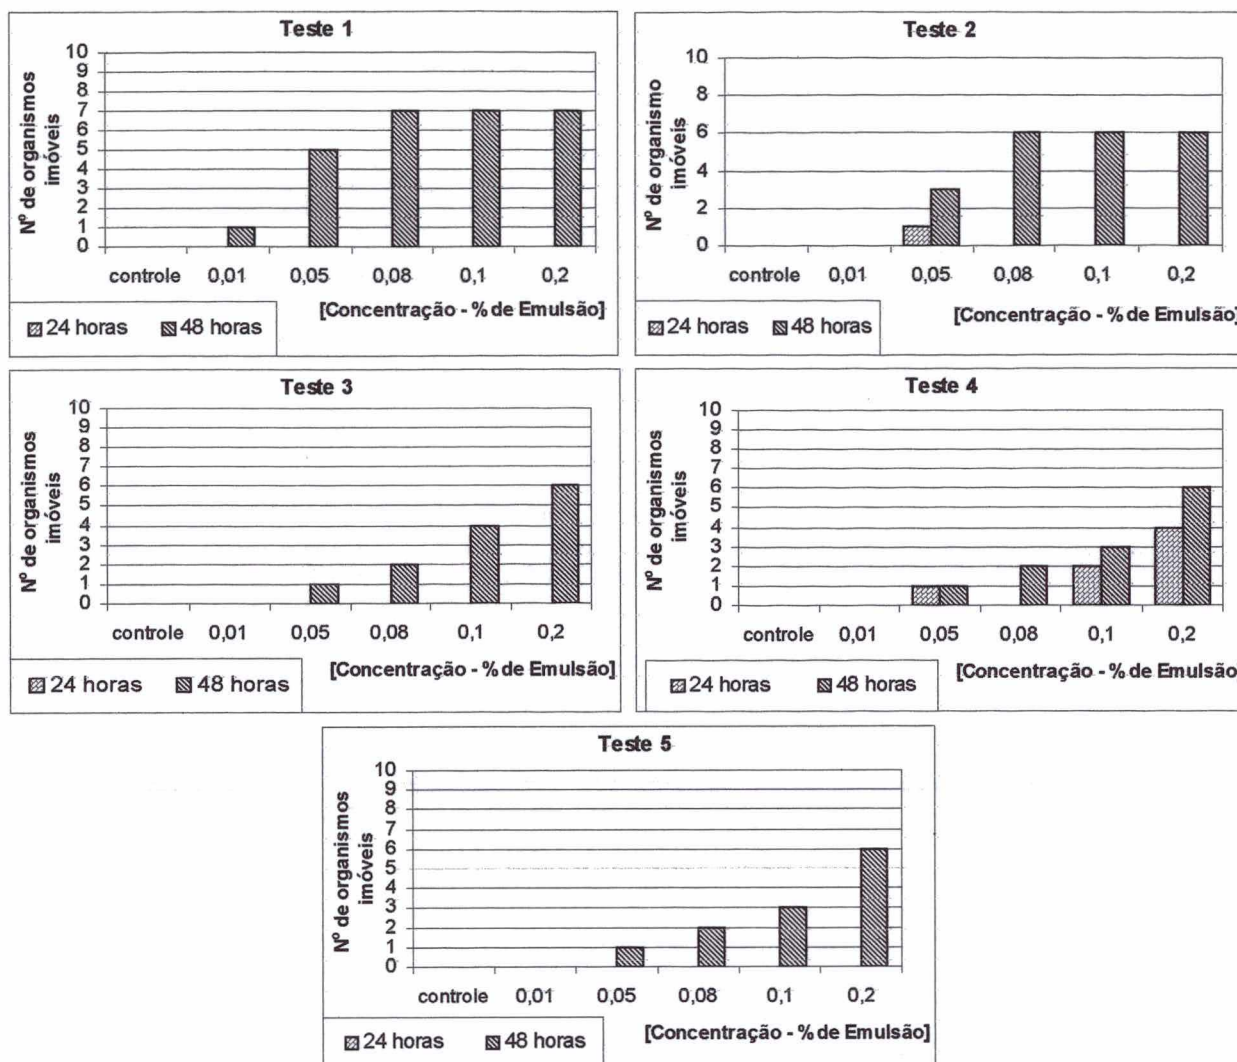 Teste 1
Nº de organismos
imóveis
10
9
8
7
6
5
4
3
2
1
0
controle 0,01 0,05 0,08 0,1 0,2
[Concentração - % de Emulsão]
24 horas 48 horas
Teste 2
Nº de organismo
imóveis
10
8
6
4
2
0
controle 0,01 0,05 0,08 0,1 0,2
[Concentração - % de Emulsão]
24 horas 48 horas
Teste 3
Nº de organismos
imóveis
10
9
8
7
6
5
4
3
2
1
0
controle 0,01 0,05 0,08 0,1 0,2
[Concentração - % de Emulsão]
24 horas 48 horas
Teste 4
Nº de organismos
imóveis
10
9
8
7
6
5
4
3
2
1
0
controle 0,01 0,05 0,08 0,1 0,2
[Concentração - % de Emulsão
24 horas 48 horas
Teste 5
Nº de organismos
imóveis
10
9
8
7
6
5
4
3
2
1
0
controle 0,01 0,05 0,08 0,1 0,2
[Concentração - % de Emulsão]
24 horas 48 horas